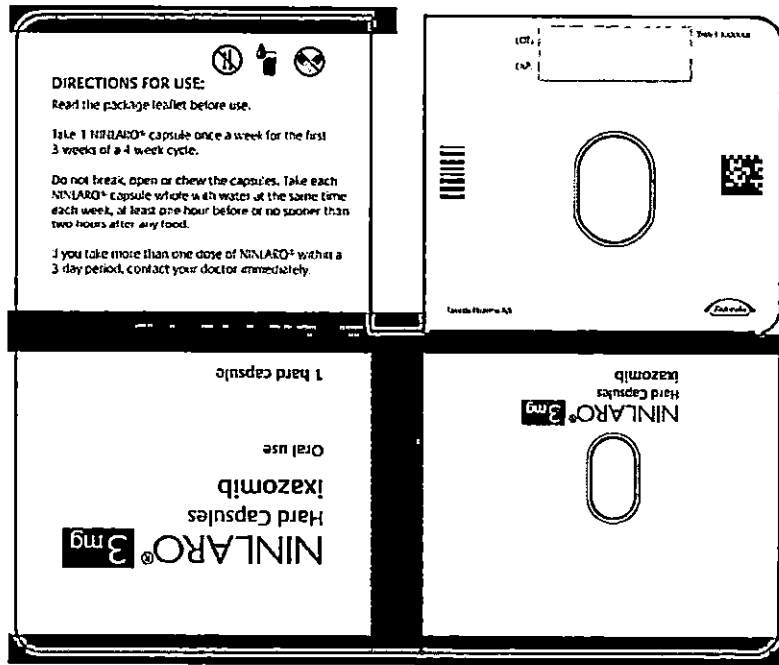 DIRECTIONS FOR USE:
Read the package leaflet before use.
Take 1 NINLARO® capsule once a week for the first
3 weeks of a 4 week cycle.
Do not break, open or chew the capsules. Take each
NINLARO® capsule whole with water at the same time
each week, at least one hour before or no sooner than
two hours after any food.
If you take more than one dose of NINLARO® within a
3 day period, contact your doctor immediately.
LOT:
EXP:
Takeda Pharma A/S
Takeda
NINLARO® 3 mg
Hard Capsules
ixazomib
Oral use
1 hard capsule
NINLARO® 3 mg
Hard Capsules
ixazomib